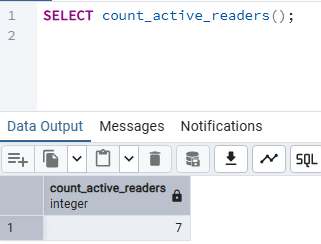 1 SELECT count_active_readers();
2
Data Output Messages Notifications
SQL
count_active_readers
integer
1 7